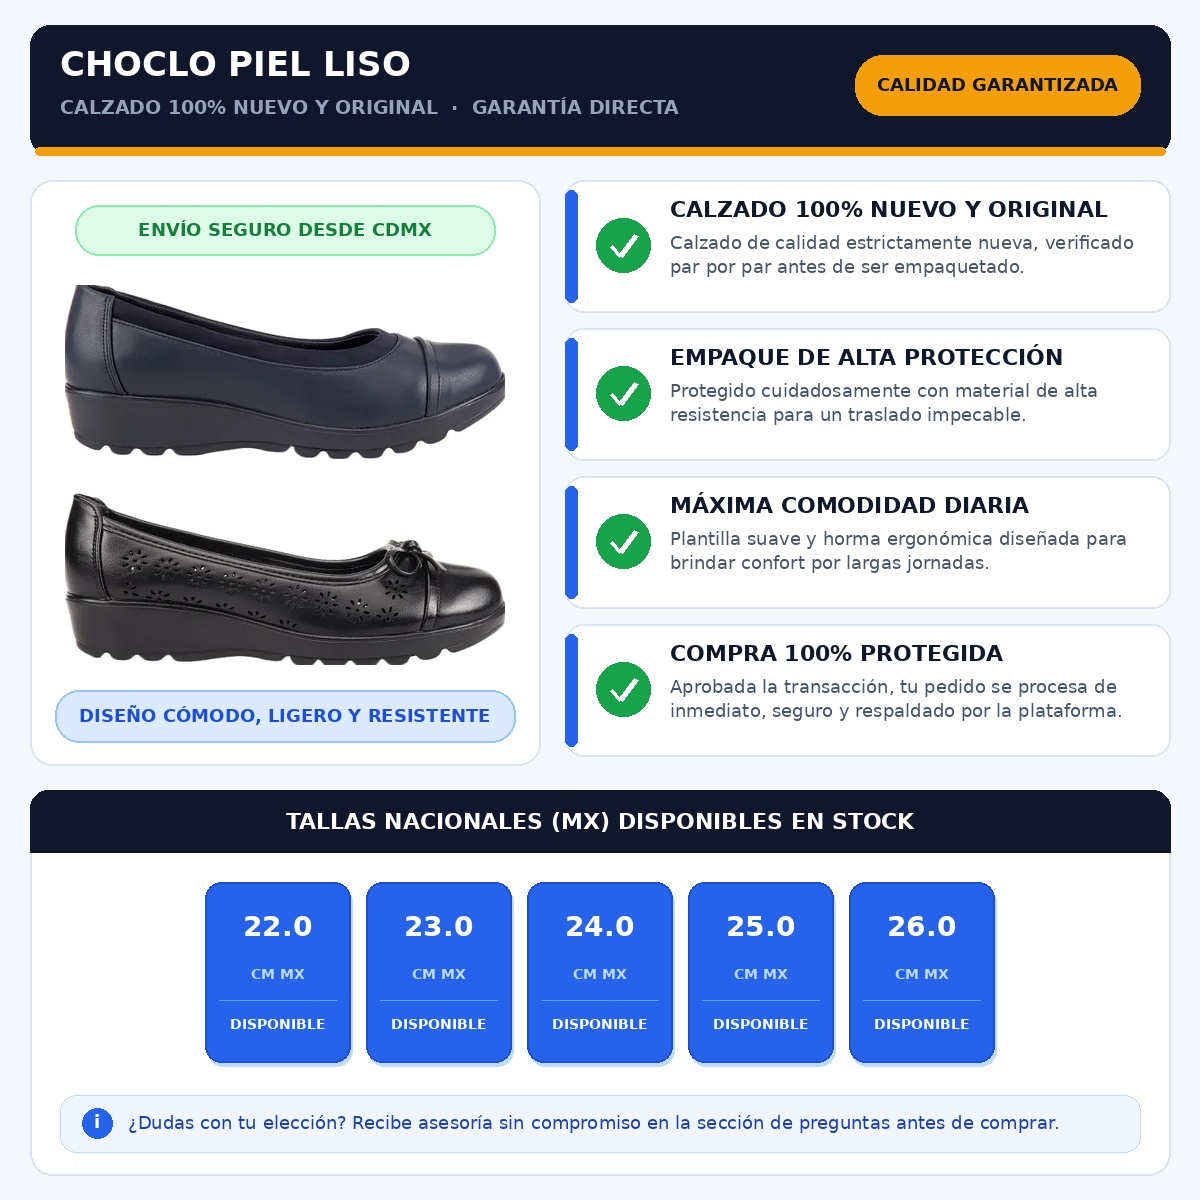 CHOCLO PIEL LISO
CALZADO 100% NUEVO Y ORIGINAL · GARANTÍA DIRECTA
CALIDAD GARANTIZADA
ENVÍO SEGURO DESDE CDMX
DISEÑO CÓMODO, LIGERO Y RESISTENTE
CALZADO 100% NUEVO Y ORIGINAL
Calzado de calidad estrictamente nueva, verificado
par por par antes de ser empaquetado.
EMPAQUE DE ALTA PROTECCIÓN
Protegido cuidadosamente con material de alta
resistencia para un traslado impecable.
MÁXIMA COMODIDAD DIARIA
Plantilla suave y horma ergonómica diseñada para
brindar confort por largas jornadas.
COMPRA 100% PROTEGIDA
Aprobada la transacción, tu pedido se procesa de
inmediato, seguro y respaldado por la plataforma.
TALLAS NACIONALES (MX) DISPONIBLES EN STOCK
22.0
CM MX
DISPONIBLE
23.0
CM MX
DISPONIBLE
24.0
CM MX
DISPONIBLE
25.0
CM MX
DISPONIBLE
26.0
CM MX
DISPONIBLE
i ¿Dudas con tu elección? Recibe asesoría sin compromiso en la sección de preguntas antes de comprar.